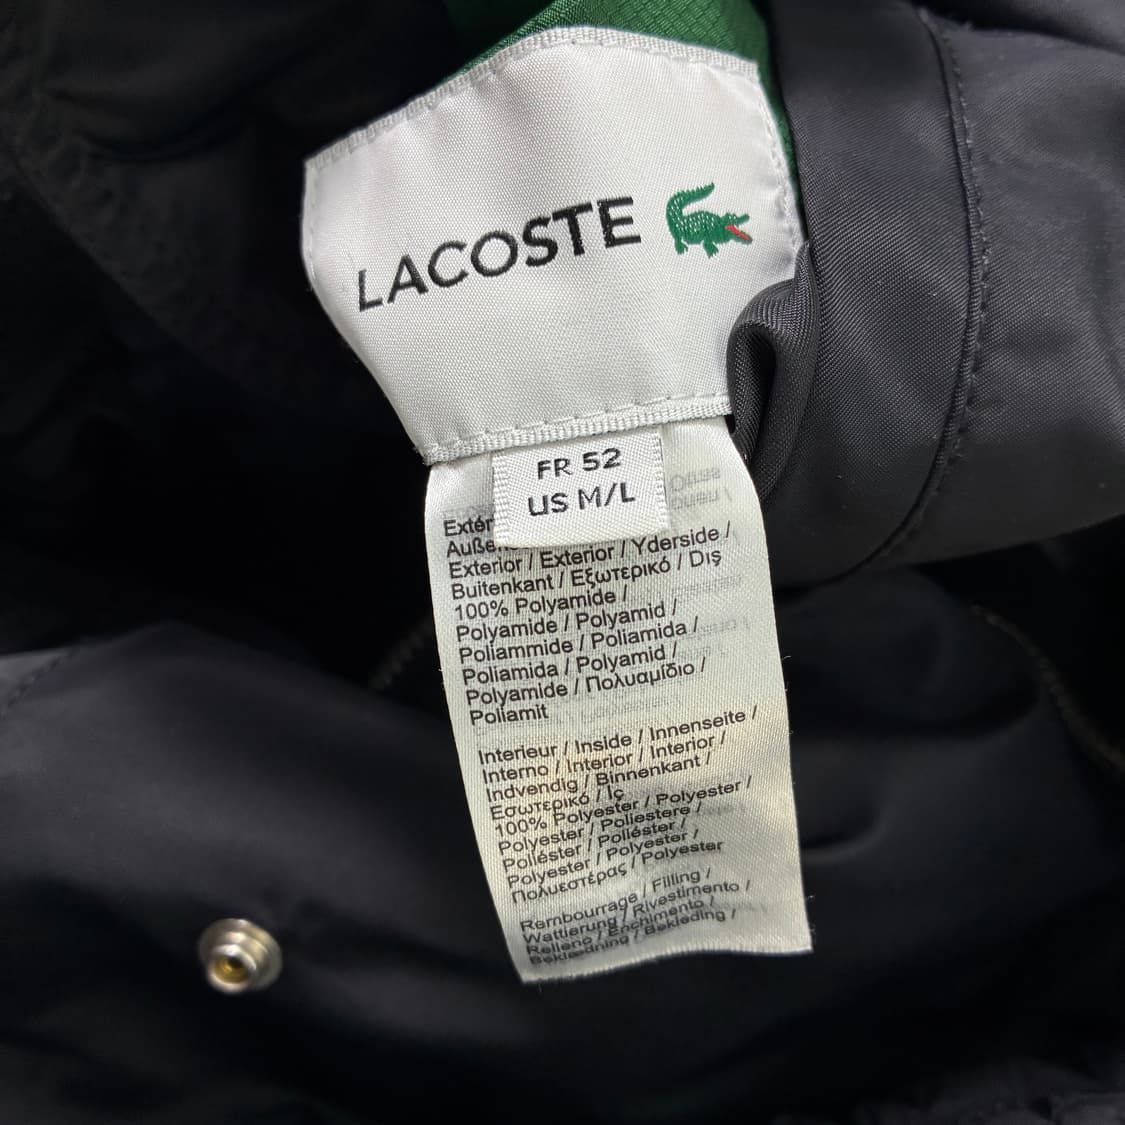 LACOSTE
FR 52
US M/L
Extér
Auße
Exterior / Exterior / Yderside /
Buitenkant / Εξωτερικό / Dış
100% Polyamide /
Polyamide / Polyamid /
Poliammide / Poliamida /
Poliamida / Polyamid /
Polyamide / Πολυαμίδιο /
Poliamit
Interieur / Inside / Innenseite /
Interno / Interior / Interior /
Indvendig / Binnenkant /
Εσωτερικό / İç
100% Polyester / Polyester /
Polyester / Poliestere /
Poliéster / Poliéster /
Polyester / Polyester /
Πολυεστέρας / Polyester
Rembourrage / Filling /
Wattierung / Rivestimento /
Relleno / Enchimento /
Beklædning / Bekleding /